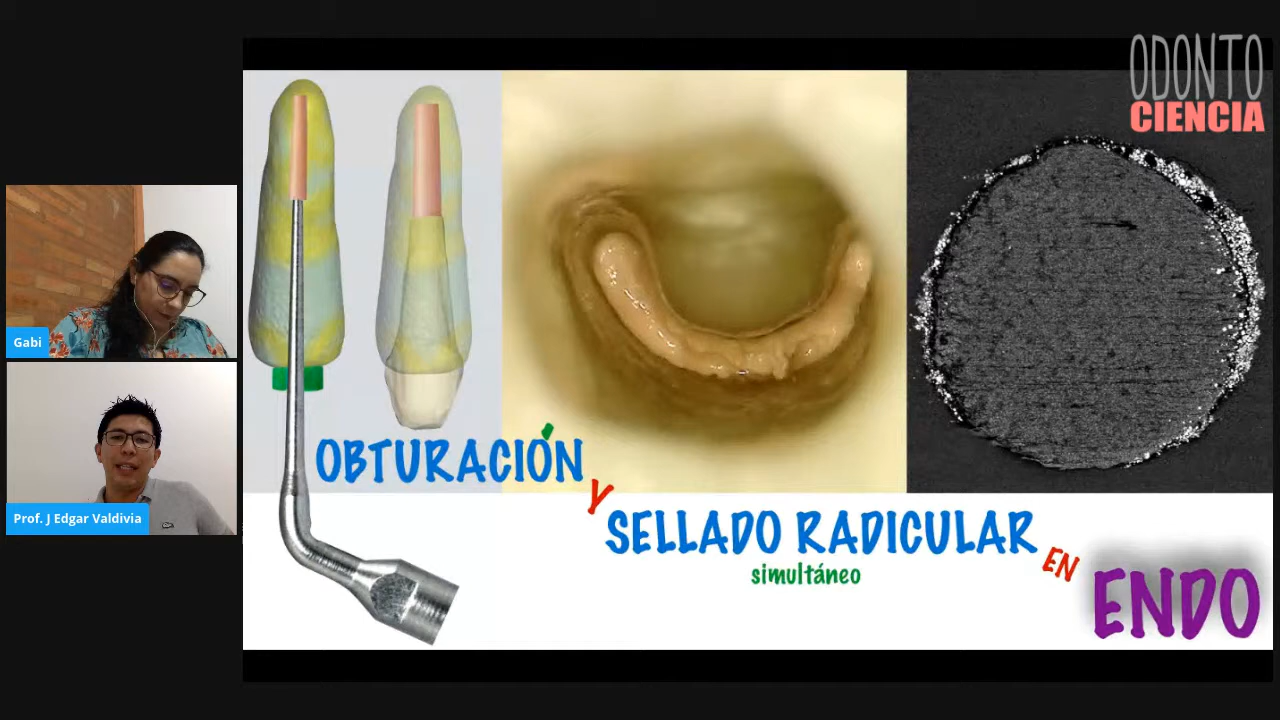 ODONTO
CIENCIA
Gabi
Prof. J Edgar Valdivia
OBTURACIÓN
Y
SELLADO RADICULAR
simultáneo
EN
ENDO